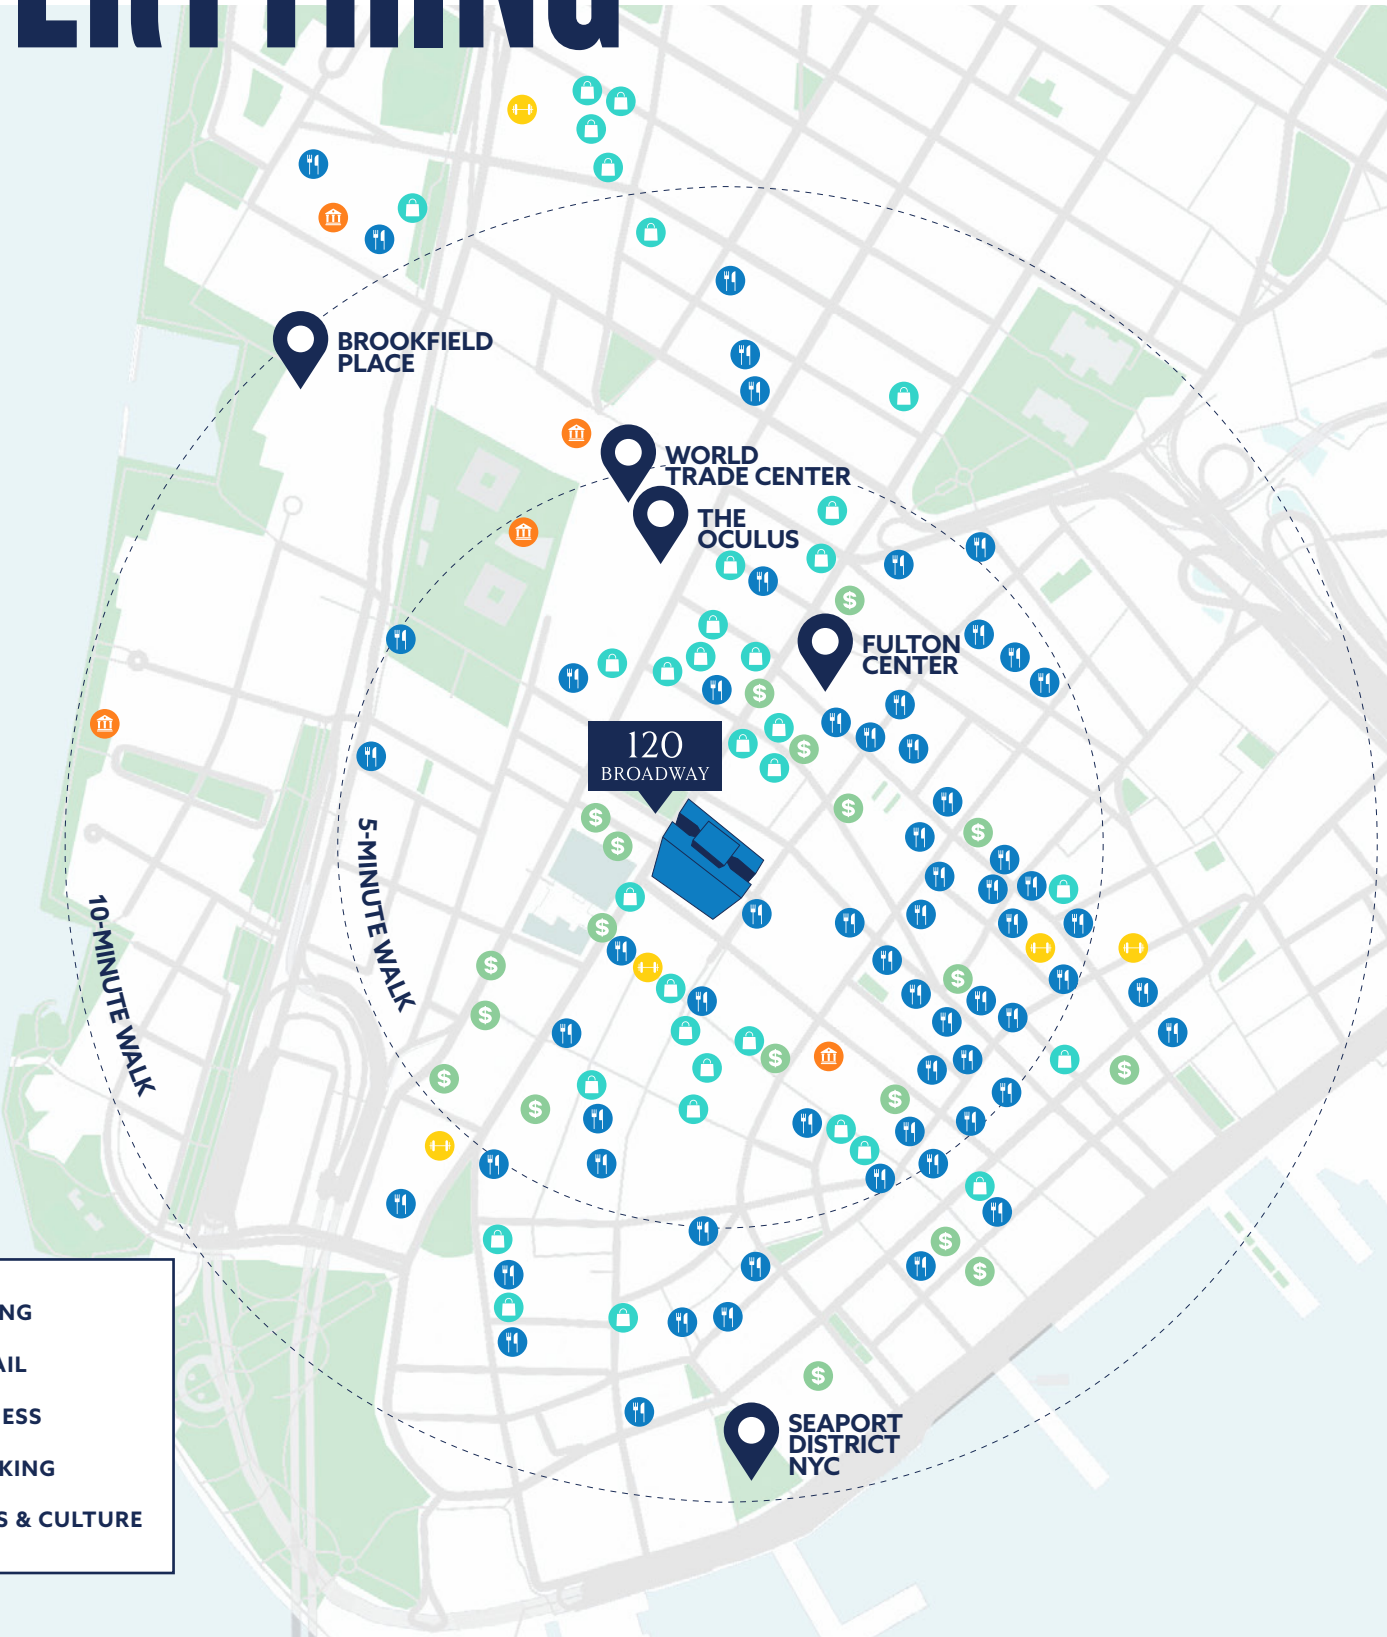 ERYTHING
BROOKFIELD
PLACE
WORLD
TRADE CENTER
THE
OCULUS
FULTON
CENTER
120
BROADWAY
5-MINUTE WALK
10-MINUTE WALK
NG
AIL
ESS
KING
S & CULTURE
SEAPORT
DISTRICT
NYC